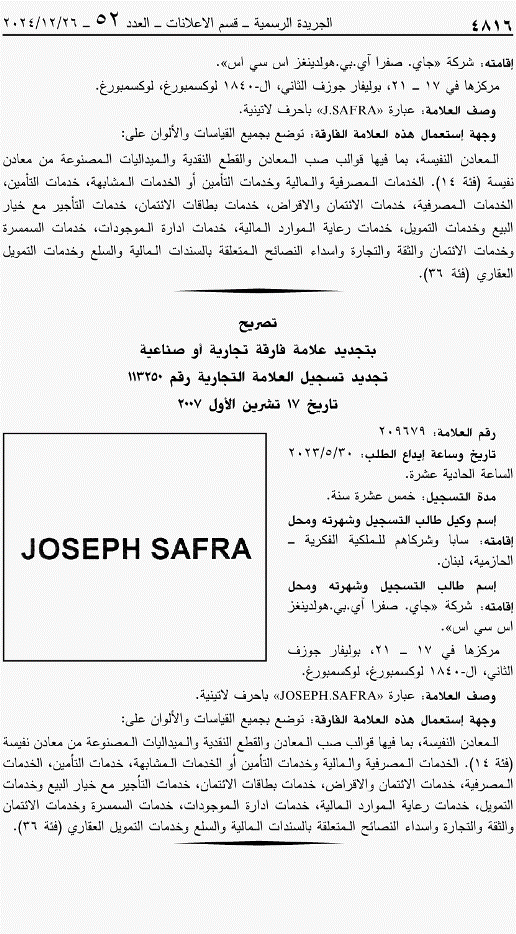 ٤٨١٦ الجريدة الرسمية ــ قسم الاعلانات ــ العدد ٥٢ ــ ٢٠٢٤/١٢/٢٦
إقامته: شركة «جاي. صفرا آي.بي.هولدينغز اس سي اس».
مركزها في ١٧ ــ ٢١، بوليفار جوزف الثاني، ال-١٨٤٠ لوكسمبورغ، لوكسمبورغ.
وصف العلامة: عبارة «J.SAFRA» باحرف لاتينية.
وجهة إستعمال هذه العلامة الفارقة: توضع بجميع القياسات والألوان على:
المعادن النفيسة، بما فيها قوالب صب المعادن والقطع النقدية والميداليات المصنوعة من معادن
نفيسة (فئة ١٤). الخدمات المصرفية والمالية وخدمات التأمين أو الخدمات المشابهة، خدمات التأمين،
الخدمات المصرفية، خدمات الائتمان والاقراض، خدمات بطاقات الائتمان، خدمات التأجير مع خيار
البيع وخدمات التمويل، خدمات رعاية الموارد المالية، خدمات ادارة الموجودات، خدمات السمسرة
وخدمات الائتمان والثقة والتجارة واسداء النصائح المتعلقة بالسندات المالية والسلع وخدمات التمويل
العقاري (فئة ٣٦).
تصريح
بتجديد علامة فارقة تجارية أو صناعية
تجديد تسجيل العلامة التجارية رقم ١١٣٢٥٠
تاريخ ١٧ تشرين الأول ٢٠٠٧
رقم العلامة: ٢٠٩٦٧٩
تاريخ وساعة إيداع الطلب: ٢٠٢٣/٥/٣٠
الساعة الحادية عشرة.
مدة التسجيل: خمس عشرة سنة.
إسم وكيل طالب التسجيل وشهرته ومحل
إقامته: سابا وشركاهم للملكية الفكرية ــ
الحازمية، لبنان.
إسم طالب التسجيل وشهرته ومحل
إقامته: شركة «جاي. صفرا آي.بي.هولدينغز
اس سي اس».
مركزها في ١٧ ــ ٢١، بوليفار جوزف
الثاني، ال-١٨٤٠ لوكسمبورغ، لوكسمبورغ.
JOSEPH SAFRA
وصف العلامة: عبارة «JOSEPH.SAFRA» باحرف لاتينية.
وجهة إستعمال هذه العلامة الفارقة: توضع بجميع القياسات والألوان على:
المعادن النفيسة، بما فيها قوالب صب المعادن والقطع النقدية والميداليات المصنوعة من معادن نفيسة
(فئة ١٤). الخدمات المصرفية والمالية وخدمات التأمين أو الخدمات المشابهة، خدمات التأمين، الخدمات
المصرفية، خدمات الائتمان والاقراض، خدمات بطاقات الائتمان، خدمات التأجير مع خيار البيع وخدمات
التمويل، خدمات رعاية الموارد المالية، خدمات ادارة الموجودات، خدمات السمسرة وخدمات الائتمان
والثقة والتجارة واسداء النصائح المتعلقة بالسندات المالية والسلع وخدمات التمويل العقاري (فئة ٣٦).